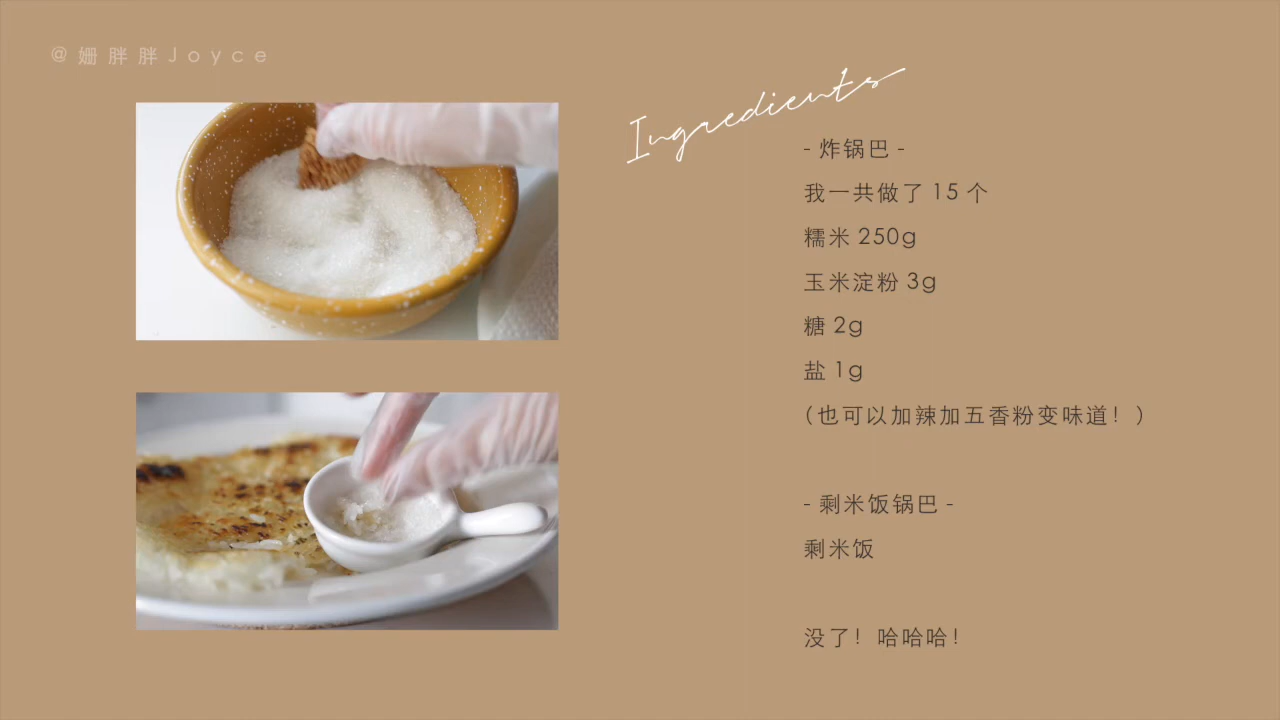 @姗胖胖Joyce
Ingredients
- 炸锅巴 -
我一共做了 15 个
糯米 250g
玉米淀粉 3g
糖 2g
盐 1g
（也可以加辣加五香粉变味道！）
- 剩米饭锅巴 -
剩米饭
没了！哈哈哈！